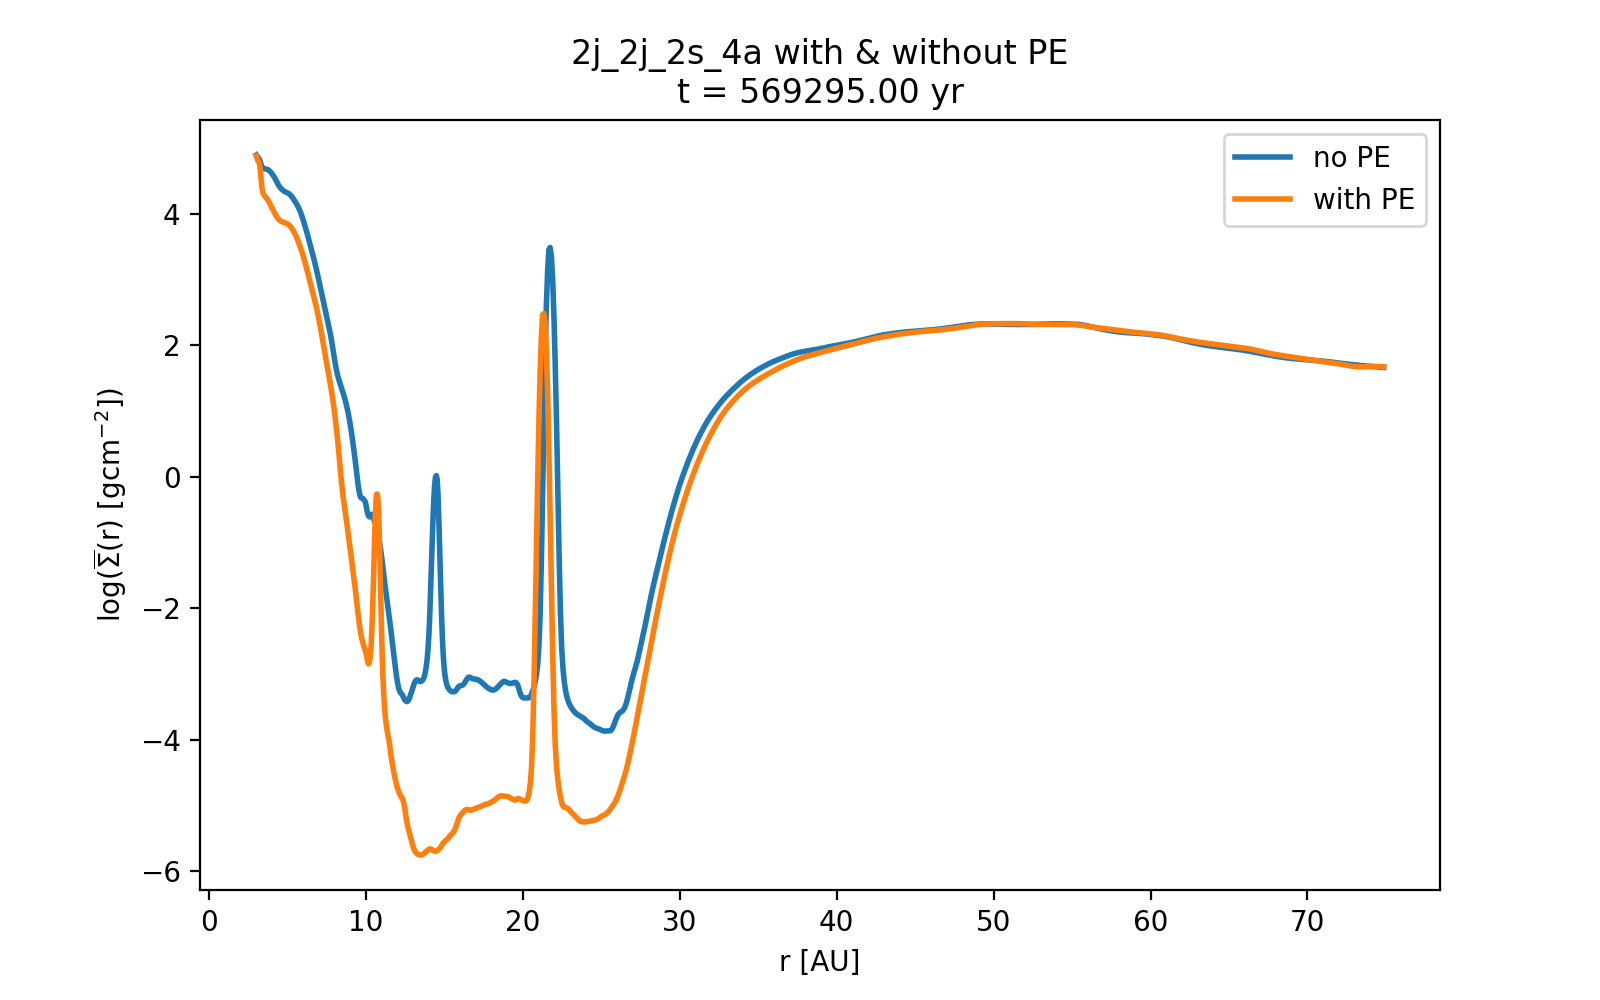 2j_2j_2s_4a with & without PE
t = 569295.00 yr
no PE
with PE
4
2
0
−2
−4
−6
log(Σ̅(r) [gcm⁻²])
0 10 20 30 40 50 60 70
r [AU]